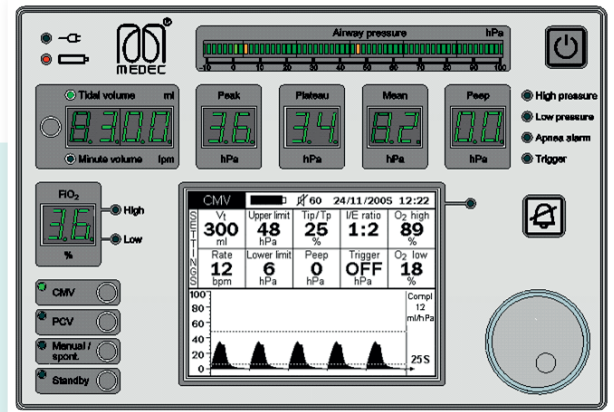 MEDEC
®
Airway pressure hPa
-10 0 10 20 30 40 50 60 70 80 90 100
Tidal volume ml
8.3.0.0
Minute volume lpm
Peak
3.6
hPa
Plateau
3.4
hPa
Mean
8.2
hPa
Peep
0.0
hPa
High pressure
Low pressure
Apnea alarm
Trigger
FiO2
3.6
%
High
Low
CMV
PCV
Manual /
spont.
Standby
CMV 60 24/11/2005 12:22
SETTINGS
Vt Upper limit Tip/Tp I/E ratio O2 high
300 48 25 1:2 89
ml hPa % %
Rate Lower limit Peep Trigger O2 low
12 6 0 OFF 18
bpm hPa hPa hPa %
100
80
60
40
20
0
Compl
12
ml/hPa
25S